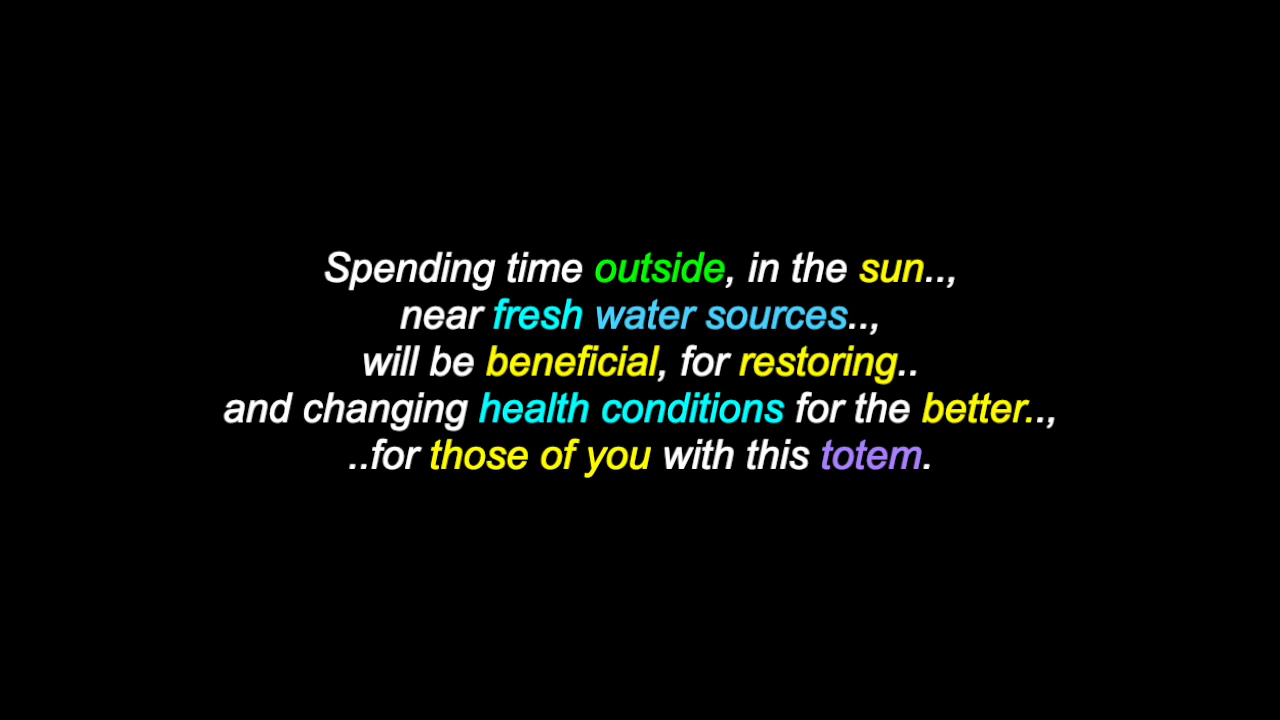 Spending time outside, in the sun..,
near fresh water sources..,
will be beneficial, for restoring..
and changing health conditions for the better..,
..for those of you with this totem.